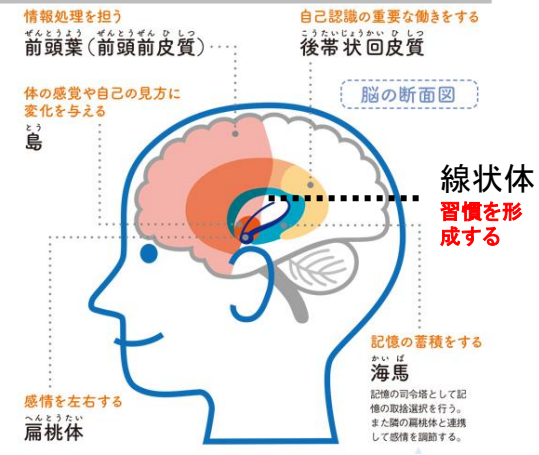 情報処理を担う
ぜんとうよう ぜんとうぜん ひ しつ
前頭葉（前頭前皮質）
自己認識の重要な働きをする
こうたいじょうかい ひ しつ
後帯状回皮質
体の感覚や自己の見方に
変化を与える
とう
島
脳の断面図
線状体
習慣を形
成する
記憶の蓄積をする
かい ば
海馬
記憶の司令塔として記
憶の取捨選択を行う。
また隣の扁桃体と連携
して感情を調節する。
感情を左右する
へんとうたい
扁桃体